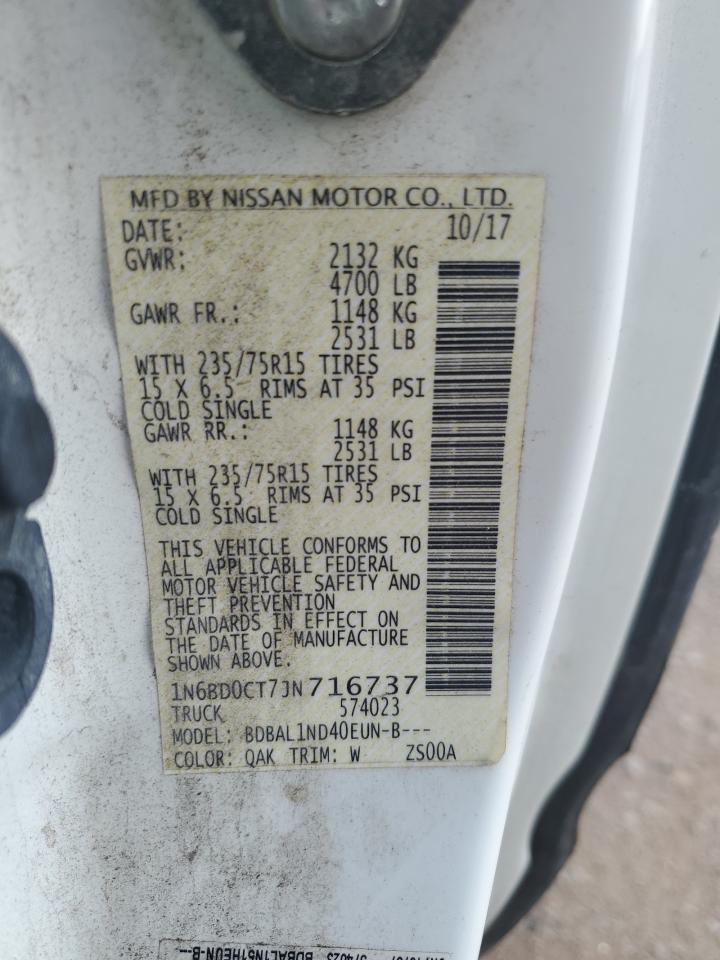 MFD BY NISSAN MOTOR CO., LTD.
DATE: 10/17
GVWR: 2132 KG
4700 LB
GAWR FR.: 1148 KG
2531 LB
WITH 235/75R15 TIRES
15 X 6.5 RIMS AT 35 PSI
COLD SINGLE
GAWR RR.: 1148 KG
2531 LB
WITH 235/75R15 TIRES
15 X 6.5 RIMS AT 35 PSI
COLD SINGLE
THIS VEHICLE CONFORMS TO
ALL APPLICABLE FEDERAL
MOTOR VEHICLE SAFETY AND
THEFT PREVENTION
STANDARDS IN EFFECT ON
THE DATE OF MANUFACTURE
SHOWN ABOVE.
1N6BD0CT7JN716737
TRUCK 574023
MODEL: BDBAL1ND40EUN-B---
COLOR: QAK TRIM: W ZS00A
574023